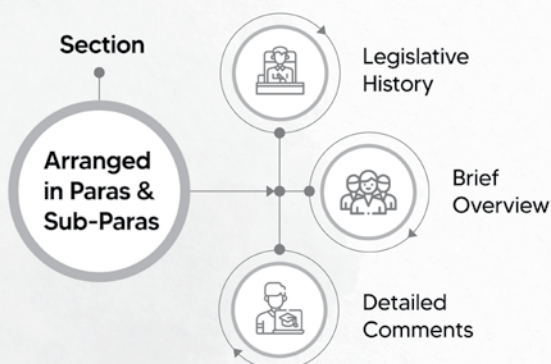 Section
Arranged
in Paras &
Sub-Paras
Legislative
History
Brief
Overview
Detailed
Comments